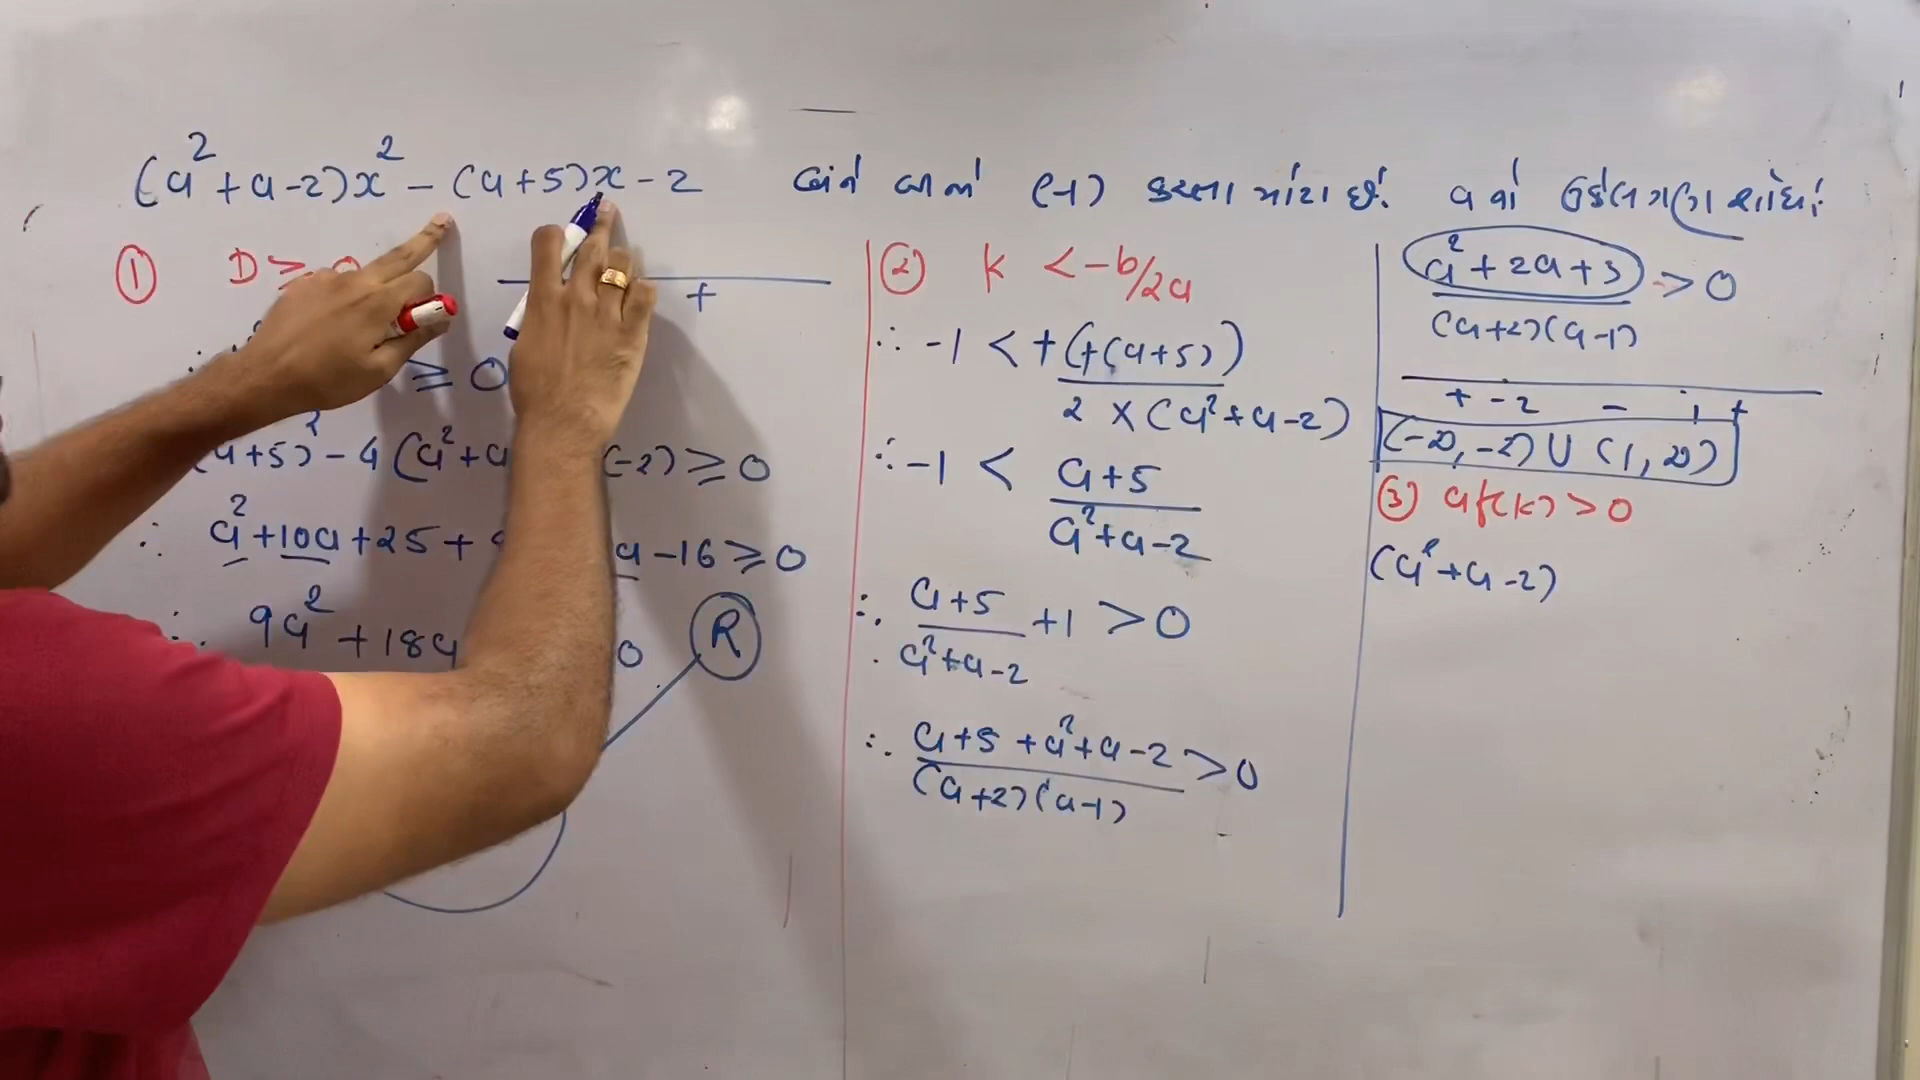 (a²+a-2)x² - (a+5)x - 2 બંને બીજ (-1) કરતા મોટા છે. a નો ઉકેલગણ શોધો.
① D ≥ 0
≥ 0
+
a+5)² - 4(a²+a (-2) ≥ 0
∴ a² + 10a + 25 + a - 16 ≥ 0
∴ 9a² + 18a 0 R
② K < -b/2a
∴ -1 < +(+(a+5))
2 × (a²+a-2)
∴ -1 < a+5
a²+a-2
∴ a+5 +1 > 0
a²+a-2
∴ a+5+a²+a-2 > 0
(a+2)(a-1)
a²+2a+3 > 0
(a+2)(a-1)
+ -2 - 1 +
(-∞, -2) ∪ (1, ∞)
③ af(k) > 0
(a²+a-2)